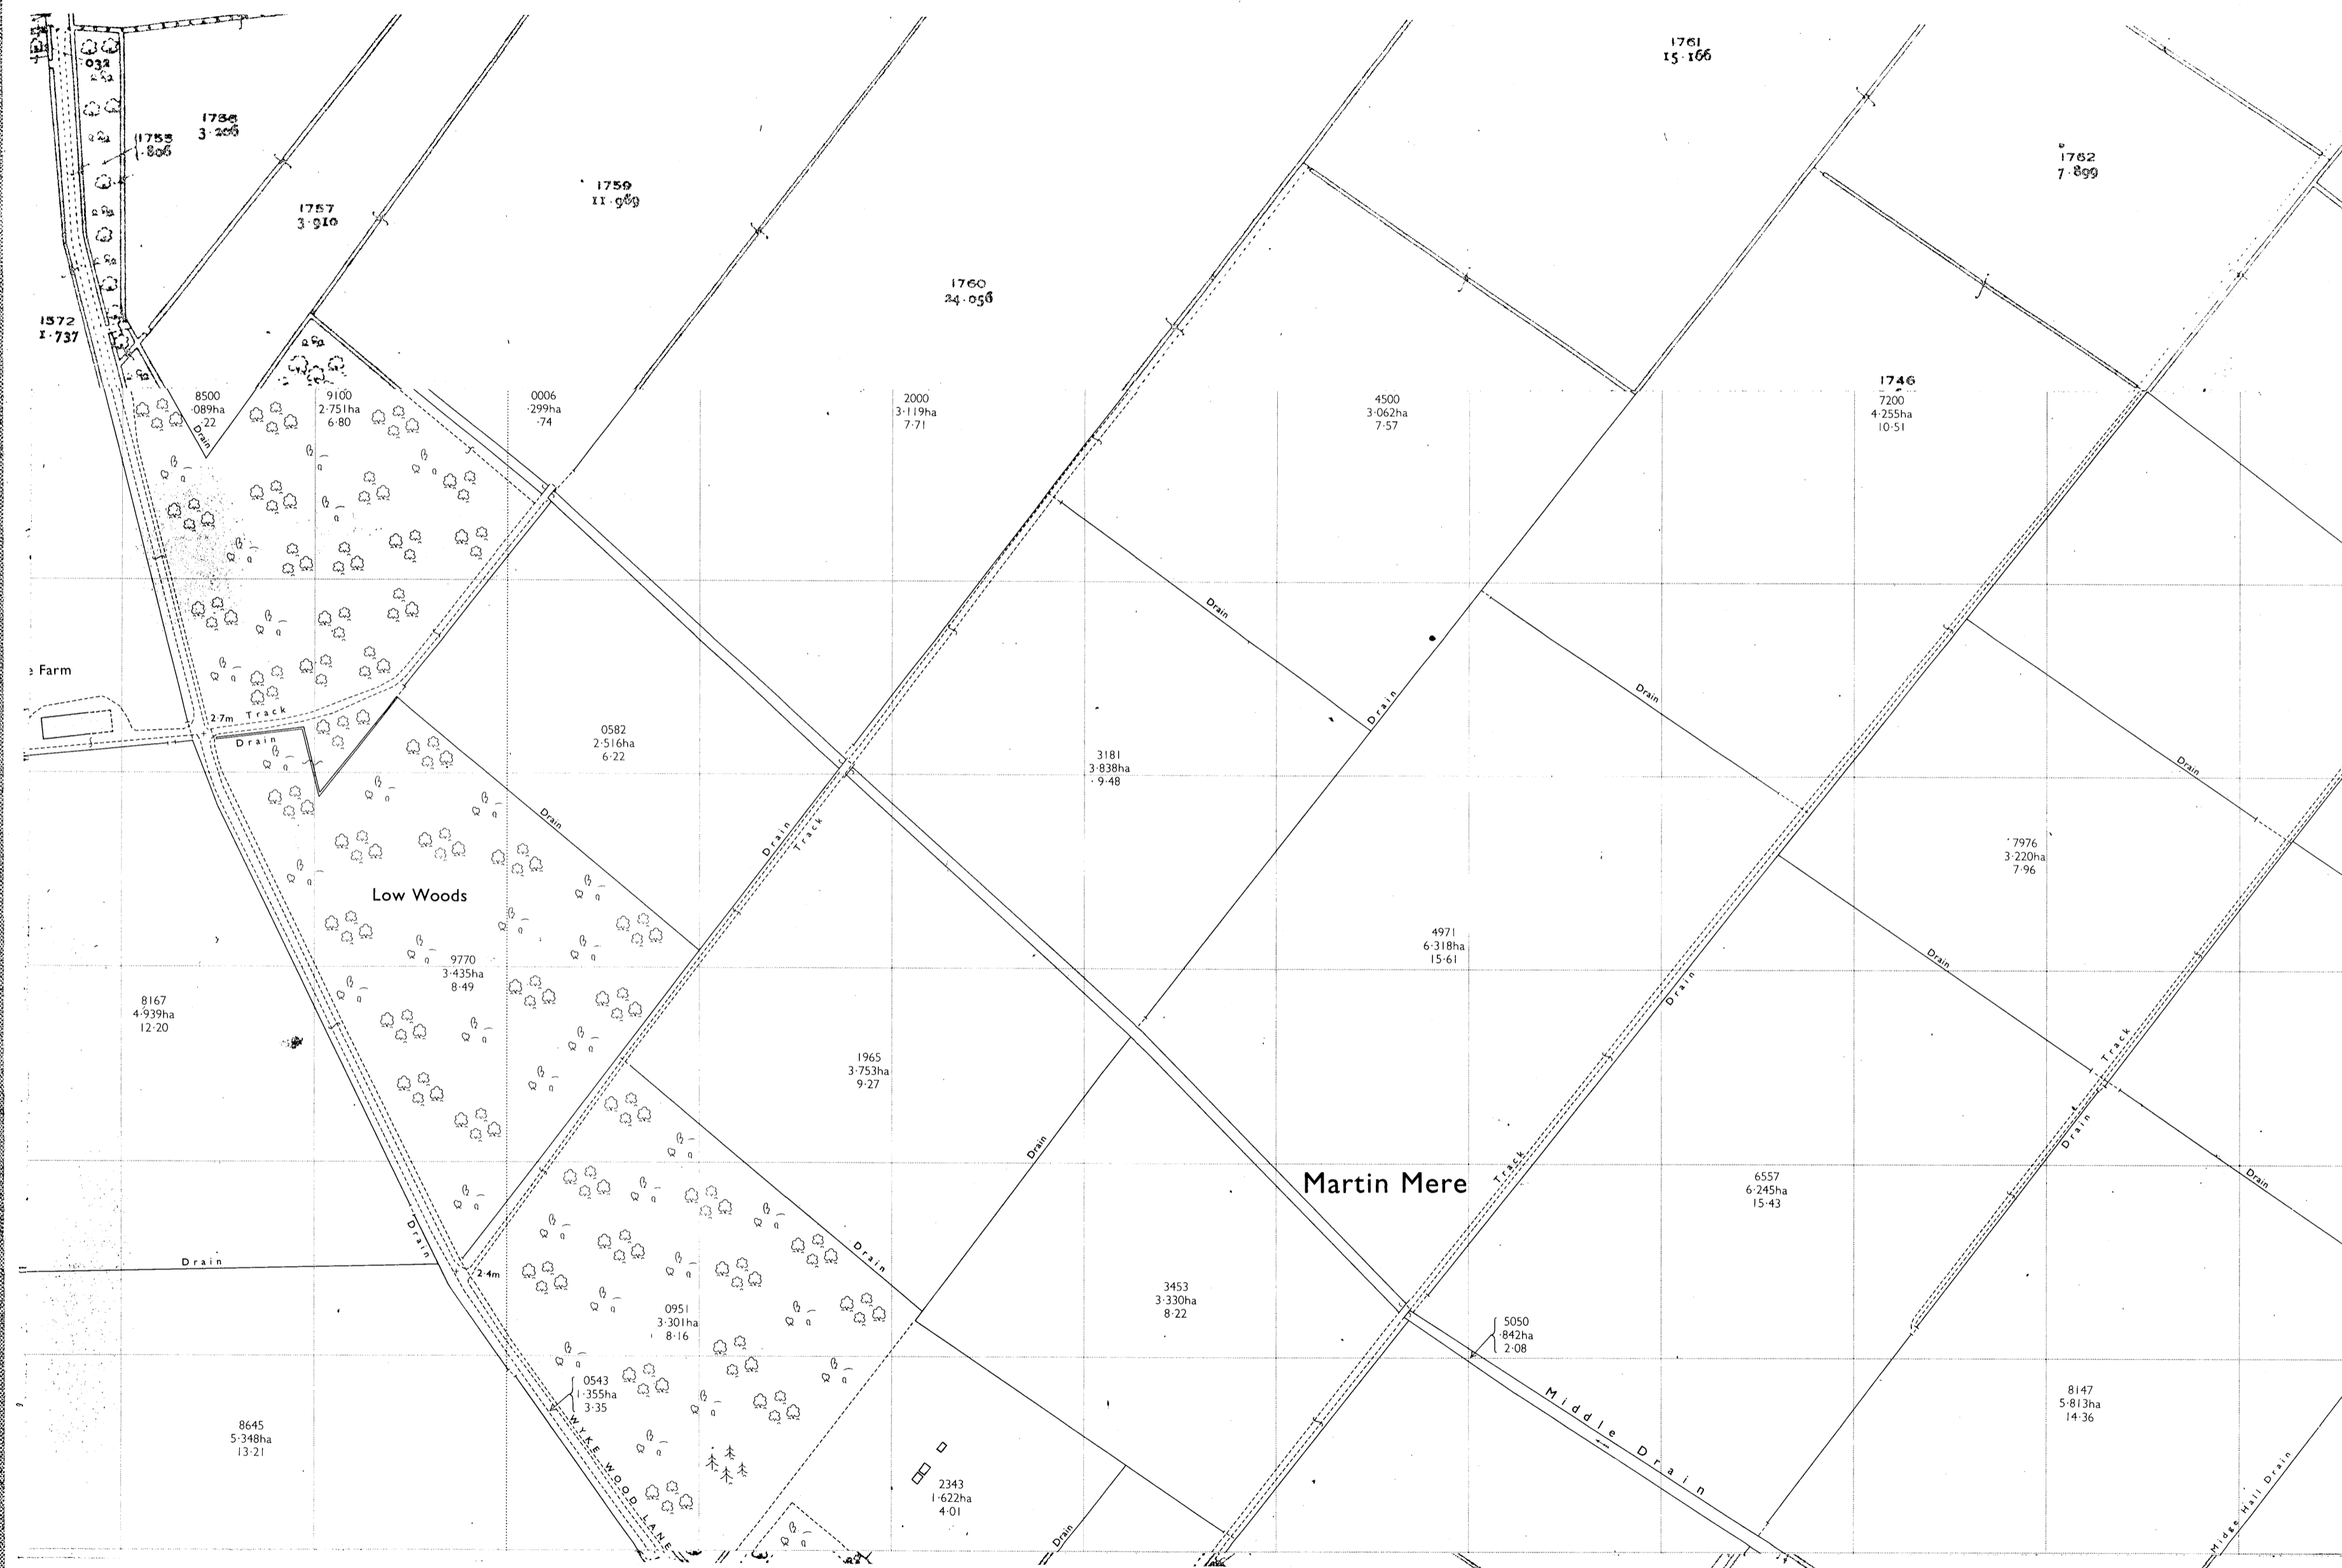 1761
15·166
·032
1756
3·206
1755
·806
1762
7·899
1759
11·969
1757
3·910
1760
24·056
1572
1·737
1746
8500
·089ha
·22
9100
2·751ha
6·80
0006
·299ha
·74
2000
3·119ha
7·71
4500
3·062ha
7·57
7200
4·255ha
10·51
Drain
Drain
Drain
e Farm
2·7m
Track
Drain
Drain
0582
2·516ha
6·22
3181
3·838ha
9·48
Drain
Drain
Drain
Track
7976
3·220ha
7·96
Low Woods
4971
6·318ha
15·61
9770
3·435ha
8·49
Drain
8167
4·939ha
12·20
Drain
1965
3·753ha
9·27
Track
Drain
Drain
Martin Mere
Track
6557
6·245ha
15·43
Drain
Drain
Drain
Drain
2·4m
0951
3·301ha
8·16
3453
3·330ha
8·22
5050
·842ha
2·08
0543
1·355ha
3·35
8645
5·348ha
13·21
WYKE WOOD LANE
Middle Drain
8147
5·813ha
14·36
2343
1·622ha
4·01
Drain
Midge Hall Drain